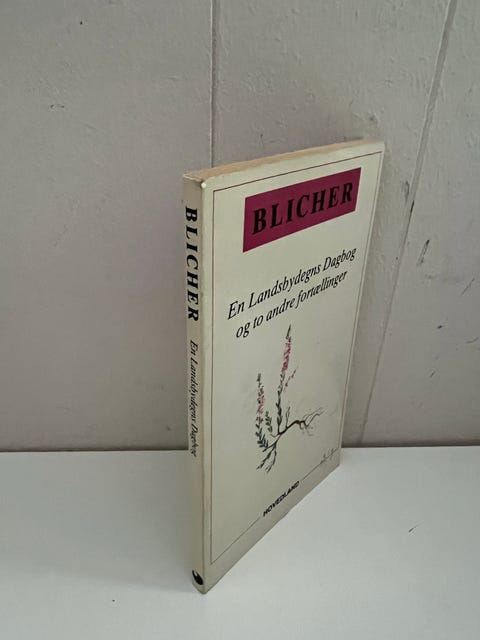 BLICHER
En Landsbydegns Dagbog
BLICHER
En Landsbydegns Dagbog
og to andre fortællinger
HOVEDLAND